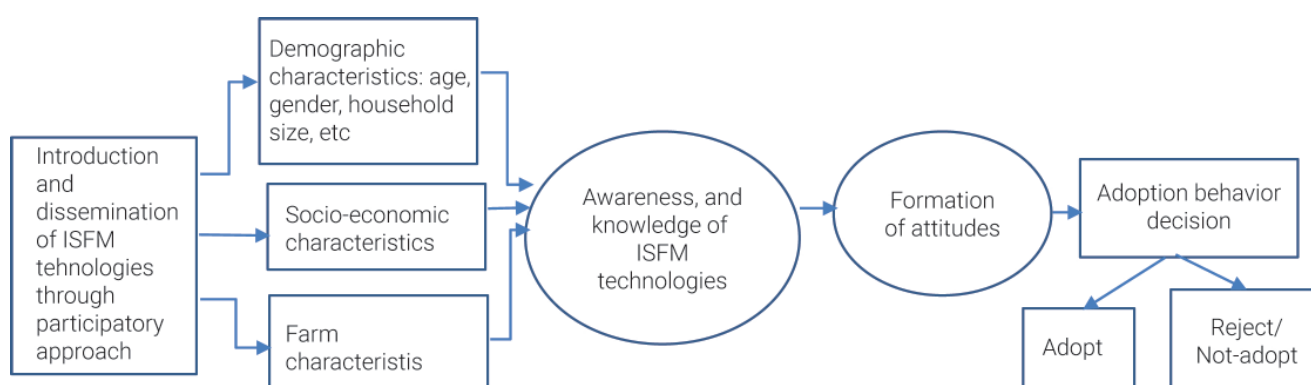 Introduction
and
dissemination
of ISFM
tehnologies
through
participatory
approach
Demographic
characteristics: age,
gender, household
size, etc
Socio-economic
characteristics
Farm
characteristis
Awareness, and
knowledge of
ISFM
technologies
Formation
of attitudes
Adoption behavior
decision
Adopt
Reject/
Not-adopt